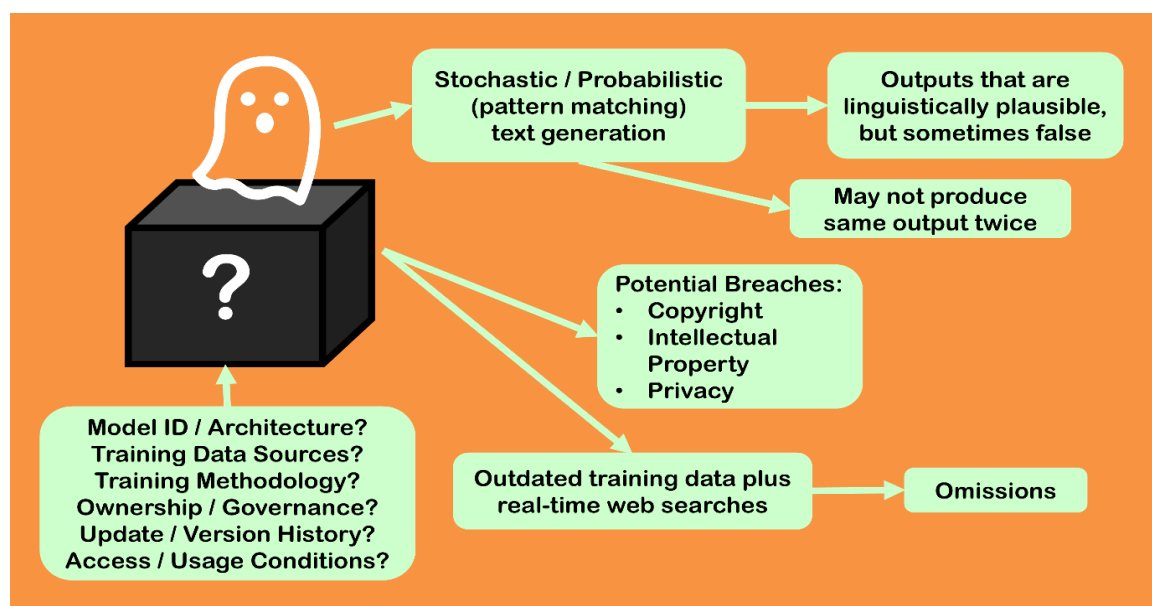 Stochastic / Probabilistic
(pattern matching)
text generation
Outputs that are
linguistically plausible,
but sometimes false
May not produce
same output twice
?
Potential Breaches:
• Copyright
• Intellectual
Property
• Privacy
Model ID / Architecture?
Training Data Sources?
Training Methodology?
Ownership / Governance?
Update / Version History?
Access / Usage Conditions?
Outdated training data plus
real-time web searches
Omissions